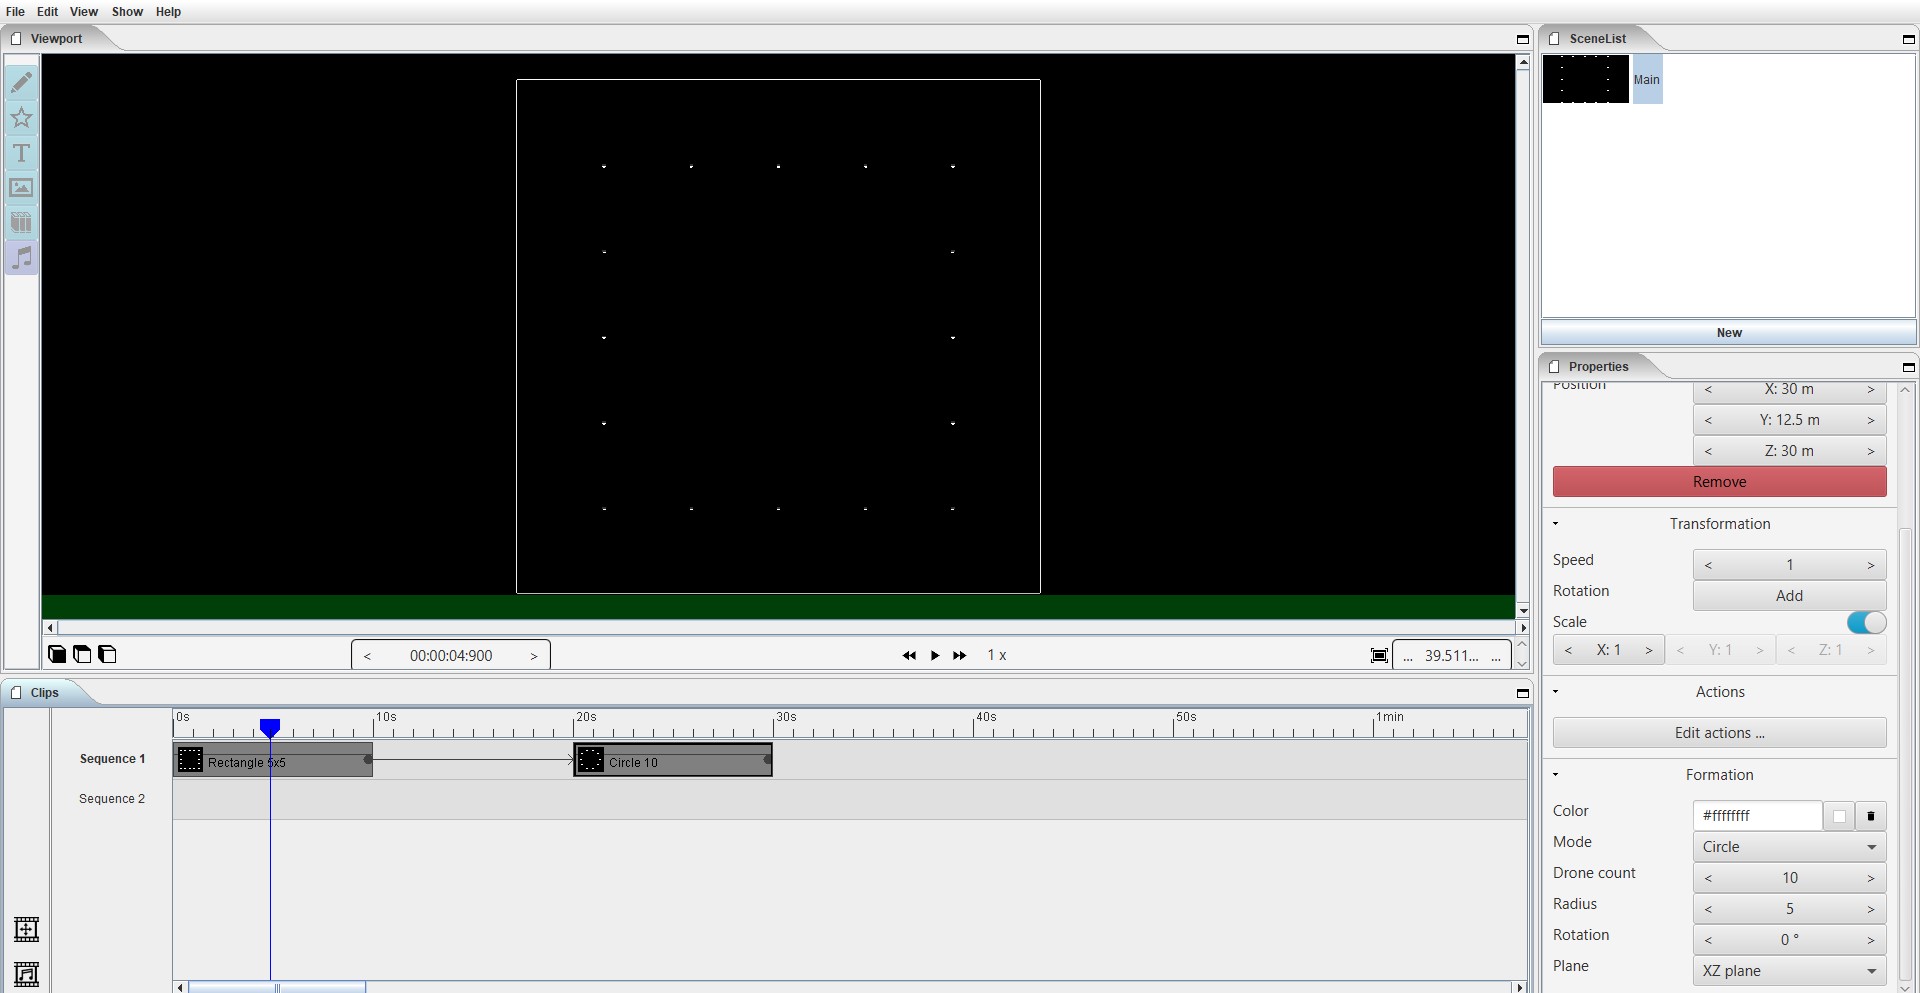 File Edit View Show Help
Viewport
SceneList
Main
New
Properties
Position
< X: 30 m >
< Y: 12.5 m >
< Z: 30 m >
Remove
Transformation
Speed < 1 >
Rotation Add
Scale
< X: 1 > < Y: 1 > < Z: 1 >
Actions
Edit actions ...
Formation
Color #ffffffff
Mode Circle
Drone count < 10 >
Radius < 5 >
Rotation < 0 ° >
Plane XZ plane
T
< 00:00:04:900 >
1 x
... 39.511... ...
Clips
0s 10s 20s 30s 40s 50s 1min
Sequence 1 Rectangle 5x5 Circle 10
Sequence 2